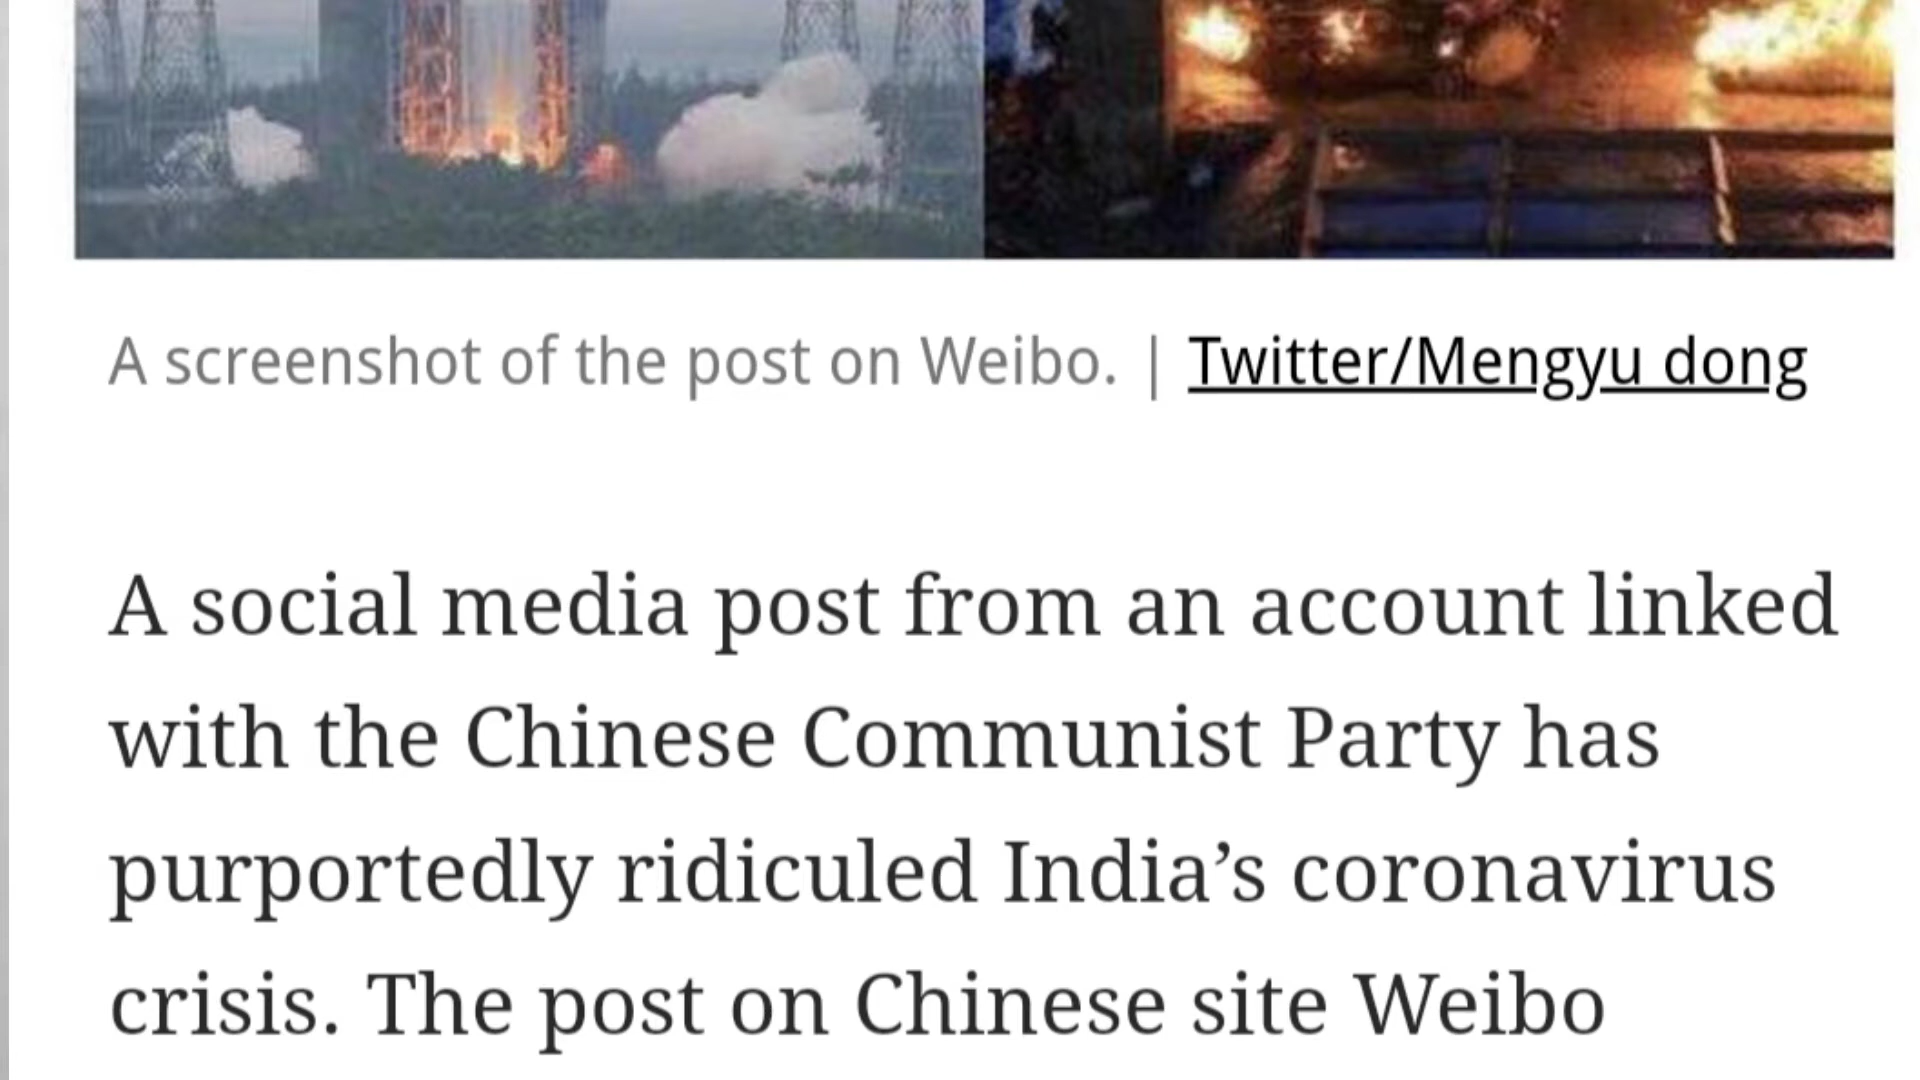 A screenshot of the post on Weibo. | Twitter/Mengyu dong
A social media post from an account linked
with the Chinese Communist Party has
purportedly ridiculed India’s coronavirus
crisis. The post on Chinese site Weibo